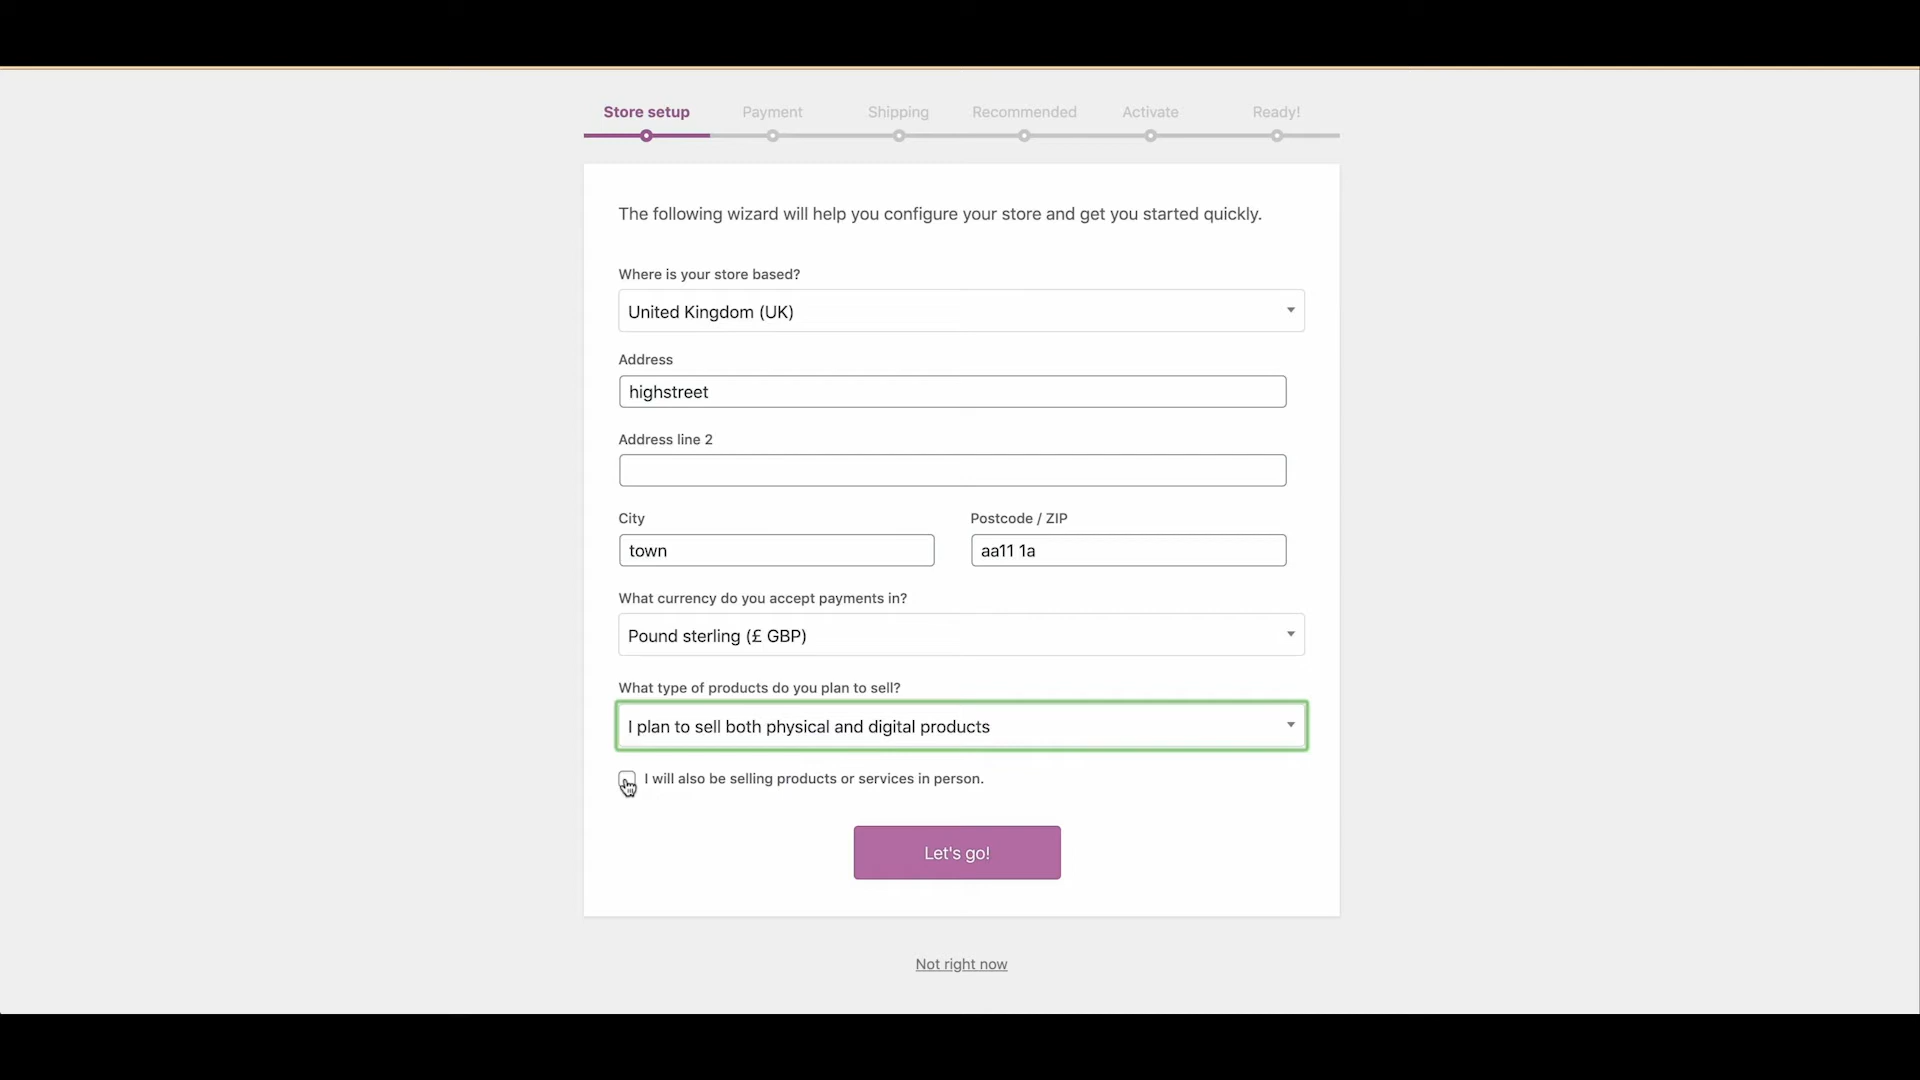 Store setup Payment Shipping Recommended Activate Ready!
The following wizard will help you configure your store and get you started quickly.
Where is your store based?
United Kingdom (UK)
Address
highstreet
Address line 2
City Postcode / ZIP
town aa11 1a
What currency do you accept payments in?
Pound sterling (£ GBP)
What type of products do you plan to sell?
I plan to sell both physical and digital products
I will also be selling products or services in person.
Let's go!
Not right now